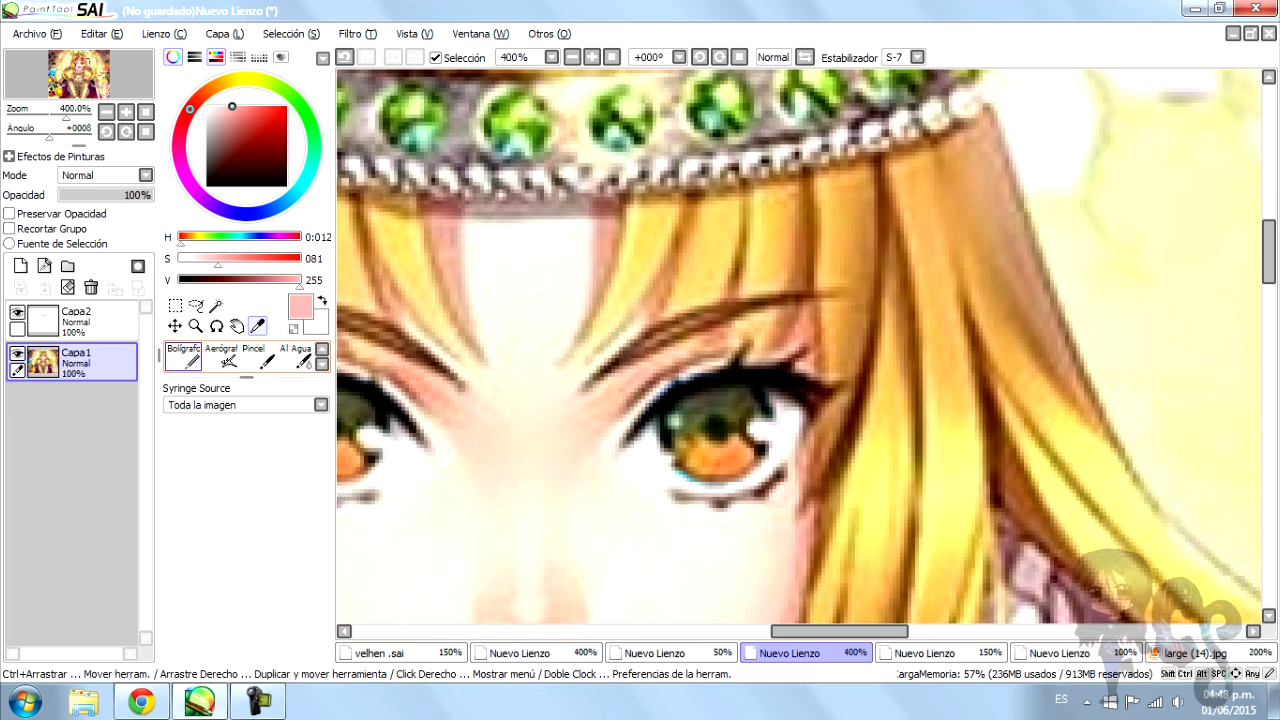 PaintTool SAI (No guardado)Nuevo Lienzo (*)
Archivo (F) Editar (E) Lienzo (C) Capa (L) Selección (S) Filtro (T) Vista (V) Ventana (W) Otros (O)
Selección 400% +000° Normal Estabilizador S-7
Zoom 400.0%
Ángulo +000ß
Efectos de Pinturas
Modo Normal
Opacidad 100%
Preservar Opacidad
Recortar Grupo
Fuente de Selección
Capa2
Normal
100%
Capa1
Normal
100%
H 0:012
S 081
V 255
Bolígrafc Aerógraf Pincel Al Agua
Syringe Source
Toda la imagen
velhen .sai 150% Nuevo Lienzo 400% Nuevo Lienzo 50% Nuevo Lienzo 400% Nuevo Lienzo 150% Nuevo Lienzo 100% large (14).jpg 200%
Ctrl+Arrastrar ... Mover herram. / Arrastre Derecho ... Duplicar y mover herramienta / Click Derecho ... Mostrar menú / Doble Clock ... Preferencias de la herram.
CargaMemoria: 57% (236MB usados / 913MB reservados) Shift Ctrl Alt SPC Any
ES 04:43 p.m.
01/06/2015